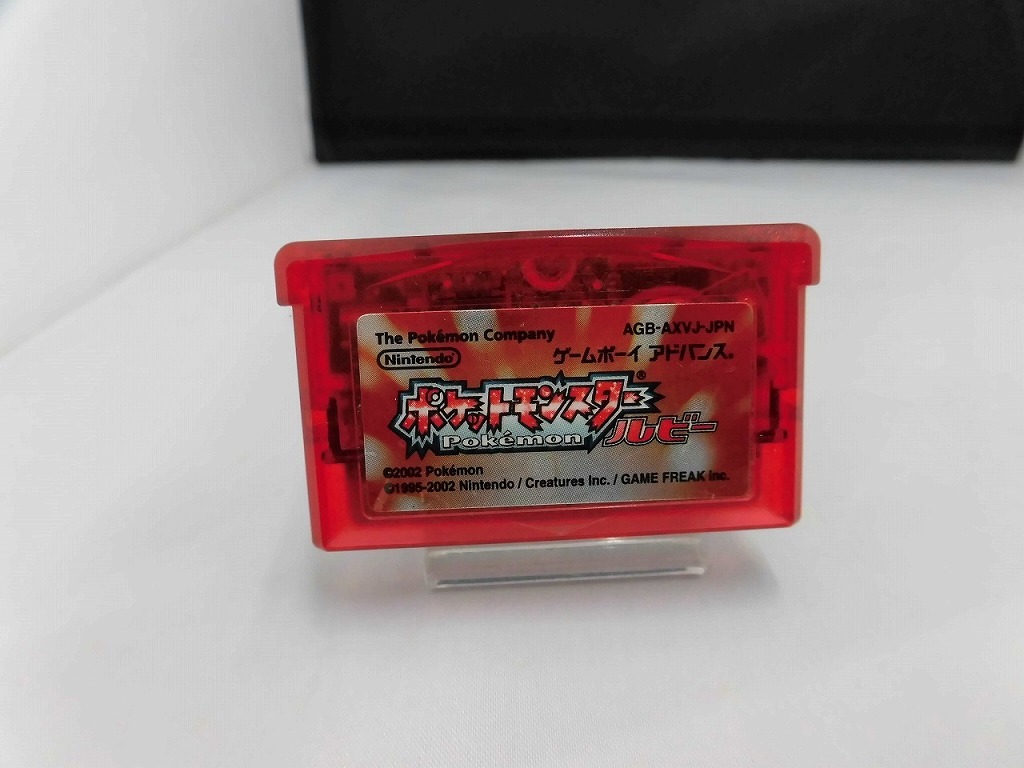 The Pokémon Company
AGB-AXVJ-JPN
Nintendo®
ゲームボーイ アドバンス®
ポケットモンスター®
Pokémon
ルビー
©2002 Pokémon
©1995-2002 Nintendo / Creatures Inc. / GAME FREAK inc.